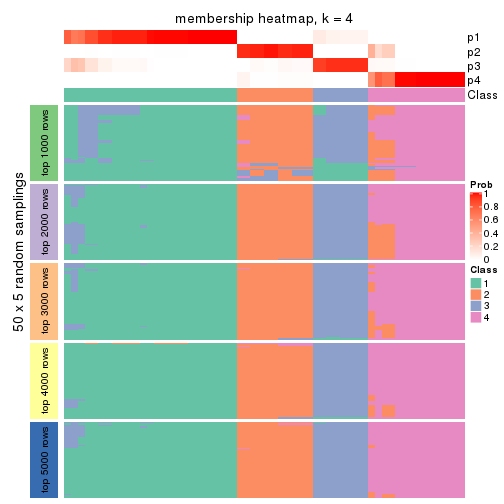 membership heatmap, k = 4
p1
p2
p3
p4
Class
50 x 5 random samplings
top 1000 rows
top 2000 rows
top 3000 rows
top 4000 rows
top 5000 rows
Prob
1
0.8
0.6
0.4
0.2
0
Class
1
2
3
4